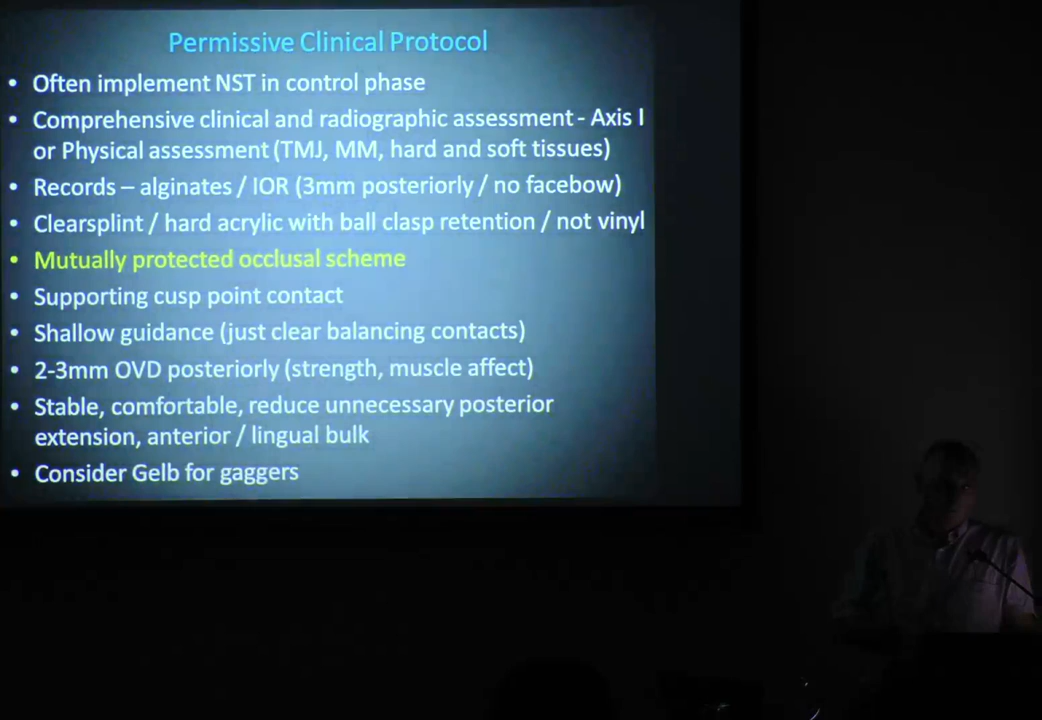 Permissive Clinical Protocol
• Often implement NST in control phase
• Comprehensive clinical and radiographic assessment - Axis I
or Physical assessment (TMJ, MM, hard and soft tissues)
• Records – alginates / IOR (3mm posteriorly / no facebow)
• Clearsplint / hard acrylic with ball clasp retention / not vinyl
• Mutually protected occlusal scheme
• Supporting cusp point contact
• Shallow guidance (just clear balancing contacts)
• 2-3mm OVD posteriorly (strength, muscle affect)
• Stable, comfortable, reduce unnecessary posterior
extension, anterior / lingual bulk
• Consider Gelb for gaggers